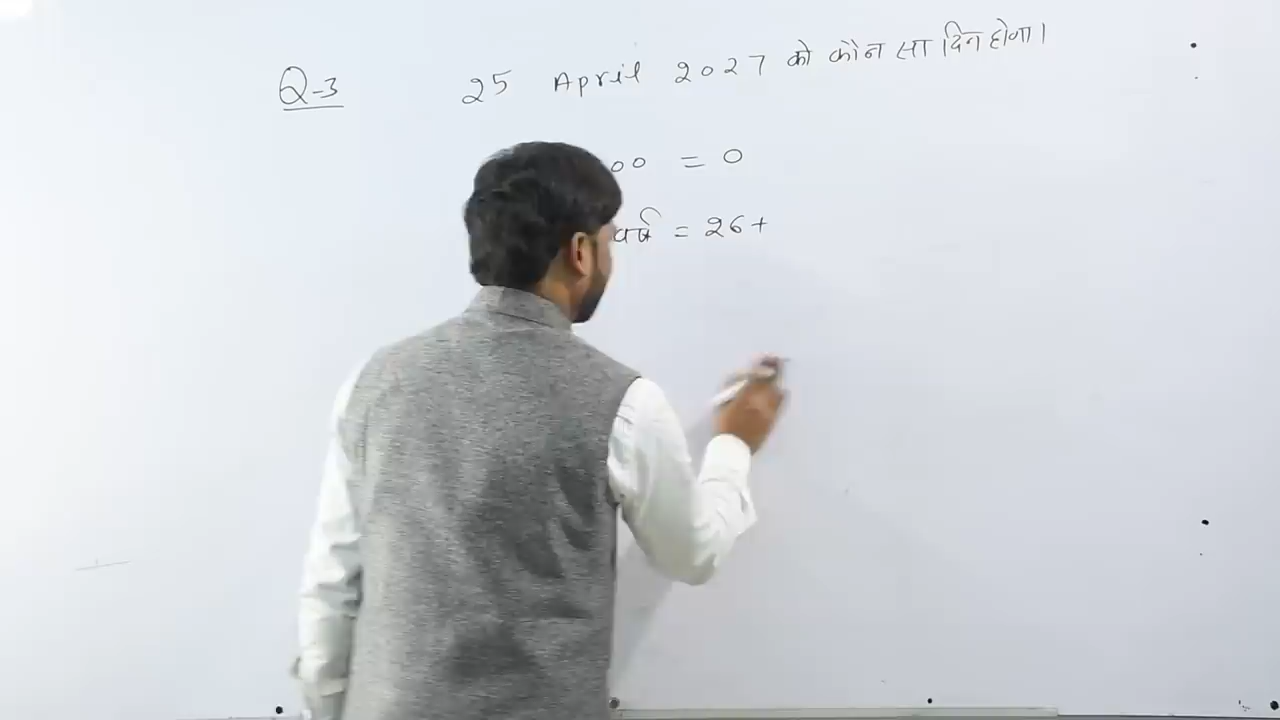 Q-3 25 April 2027 को कौन सा दिन होगा।
00 = 0
वर्ष = 26+